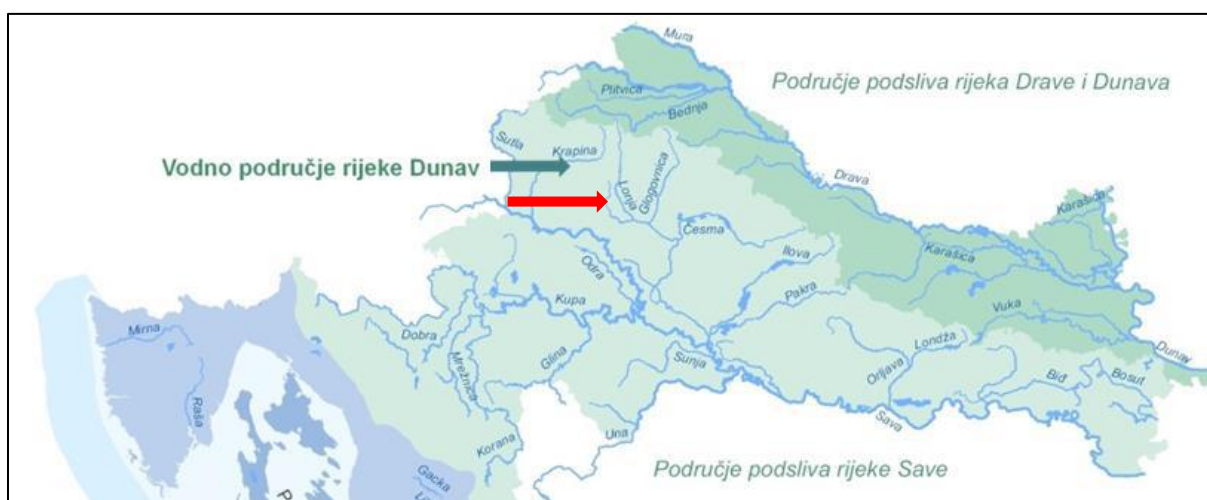 Mura
Područje podsliva rijeka Drave i Dunava
Plitvica
Bednja
Sutla
Krapina
Vodno područje rijeke Dunav
Lonja
Glogovnica
Drava
Karašica
Česma
Ilova
Odra
Karašica
Pakra
Kupa
Vuka
Mirna
Dobra
Mrežnica
Glina
Sunja
Londža
Orljava
Dunav
Biđ
Bosut
Raša
Sava
Una
Korana
Područje podsliva rijeke Save
Gacka